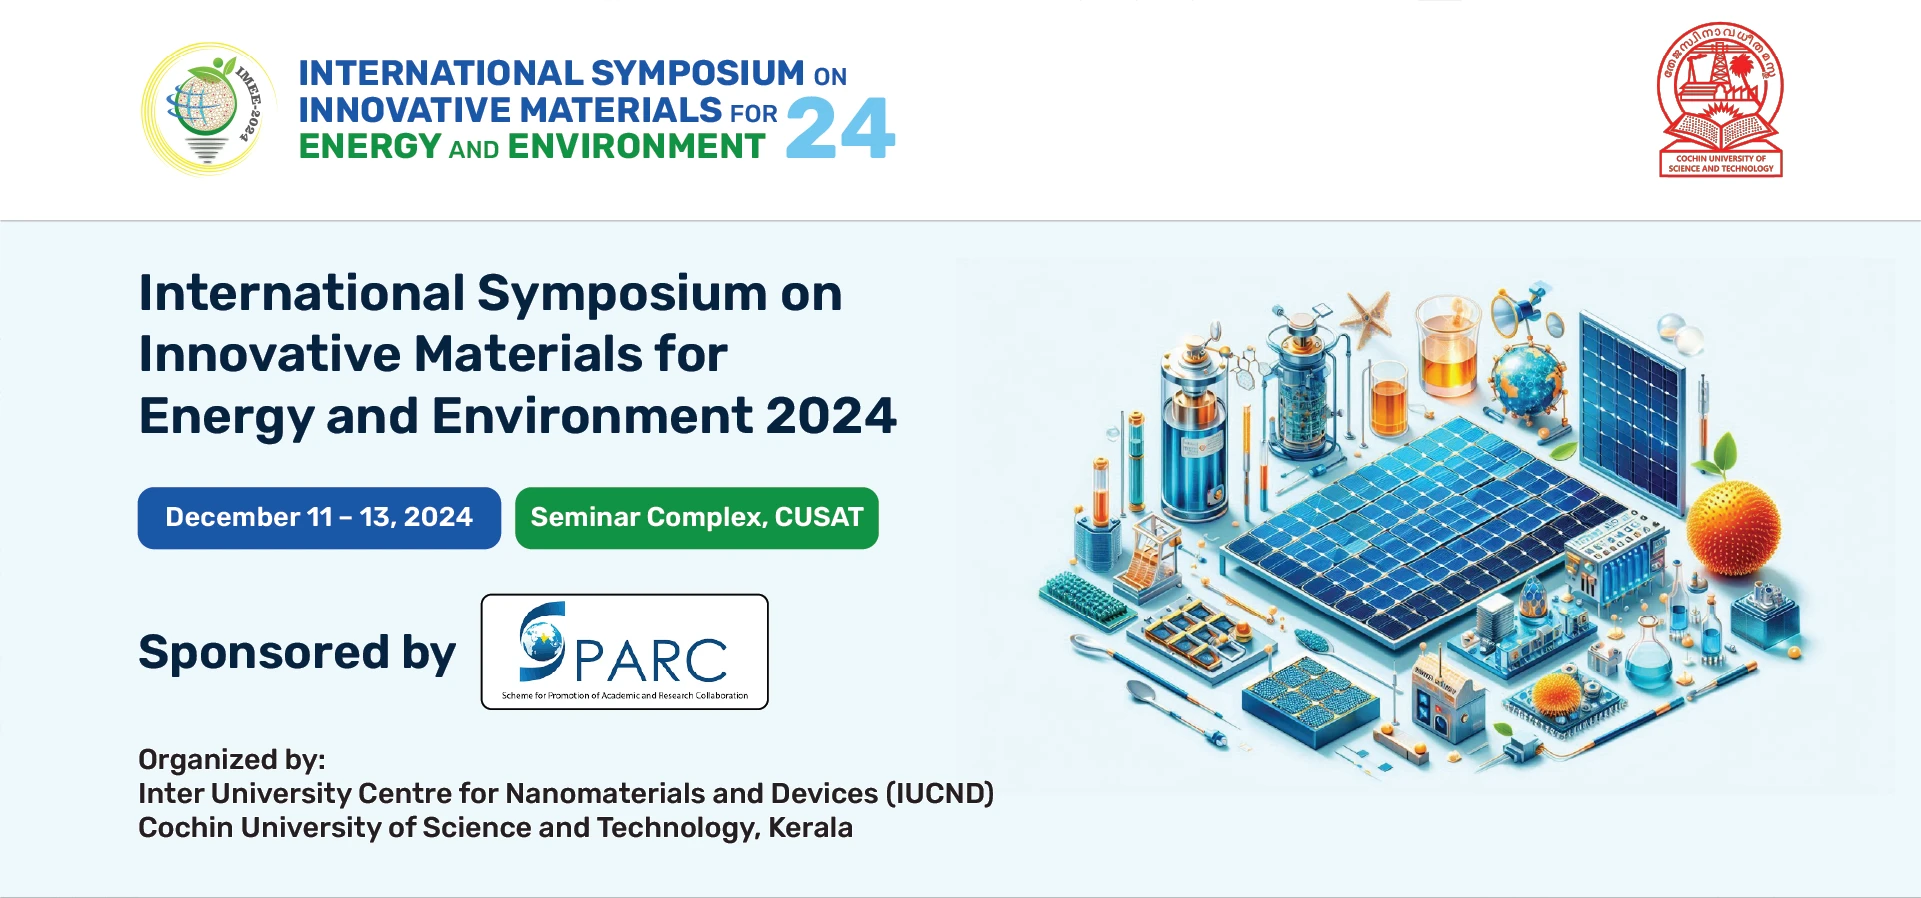 IMEE-2024
INTERNATIONAL SYMPOSIUM ON
INNOVATIVE MATERIALS FOR
ENERGY AND ENVIRONMENT
24
തേജസ്വിനാവധീതമസ്തു
COCHIN UNIVERSITY OF
SCIENCE AND TECHNOLOGY
International Symposium on
Innovative Materials for
Energy and Environment 2024
December 11 – 13, 2024
Seminar Complex, CUSAT
Sponsored by
SPARC
Scheme for Promotion of Academic and Research Collaboration
Organized by:
Inter University Centre for Nanomaterials and Devices (IUCND)
Cochin University of Science and Technology, Kerala